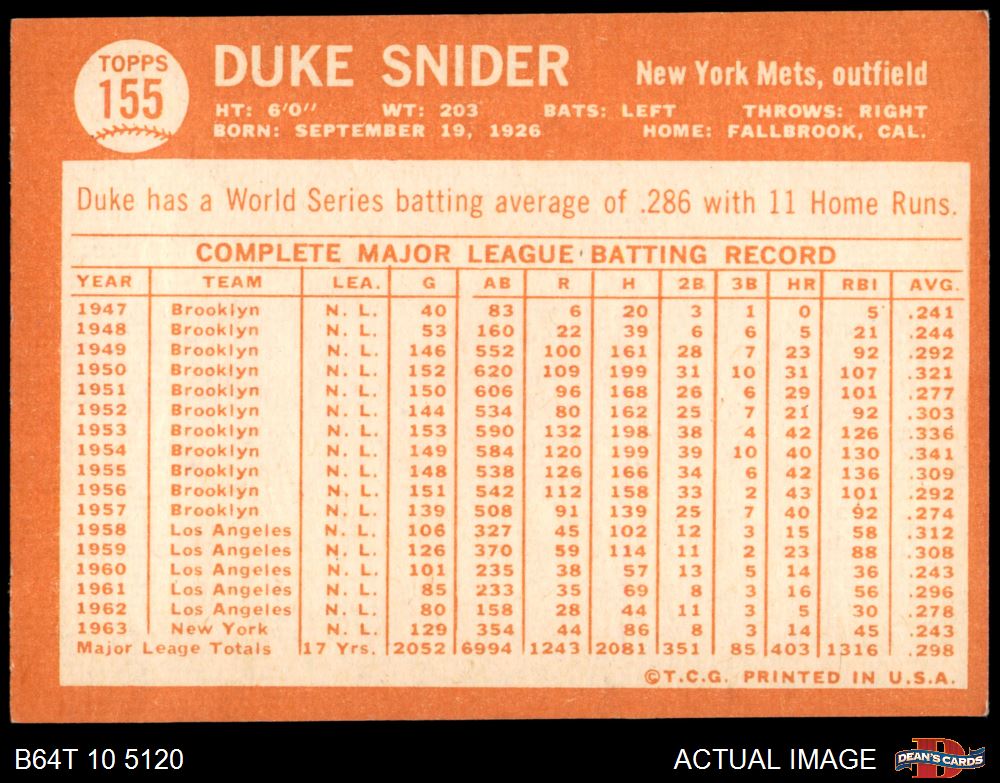 TOPPS
155
DUKE SNIDER
New York Mets, outfield
HT: 6'0" WT: 203 BATS: LEFT THROWS: RIGHT
BORN: SEPTEMBER 19, 1926 HOME: FALLBROOK, CAL.
Duke has a World Series batting average of .286 with 11 Home Runs.
COMPLETE MAJOR LEAGUE BATTING RECORD
YEAR TEAM LEA. G AB R H 2B 3B HR RBI AVG.
1947 Brooklyn N. L. 40 83 6 20 3 1 0 5 .241
1948 Brooklyn N. L. 53 160 22 39 6 6 5 21 .244
1949 Brooklyn N. L. 146 552 100 161 28 7 23 92 .292
1950 Brooklyn N. L. 152 620 109 199 31 10 31 107 .321
1951 Brooklyn N. L. 150 606 96 168 26 6 29 101 .277
1952 Brooklyn N. L. 144 534 80 162 25 7 21 92 .303
1953 Brooklyn N. L. 153 590 132 198 38 4 42 126 .336
1954 Brooklyn N. L. 149 584 120 199 39 10 40 130 .341
1955 Brooklyn N. L. 148 538 126 166 34 6 42 136 .309
1956 Brooklyn N. L. 151 542 112 158 33 2 43 101 .292
1957 Brooklyn N. L. 139 508 91 139 25 7 40 92 .274
1958 Los Angeles N. L. 106 327 45 102 12 3 15 58 .312
1959 Los Angeles N. L. 126 370 59 114 11 2 23 88 .308
1960 Los Angeles N. L. 101 235 38 57 13 5 14 36 .243
1961 Los Angeles N. L. 85 233 35 69 8 3 16 56 .296
1962 Los Angeles N. L. 80 158 28 44 11 3 5 30 .278
1963 New York N. L. 129 354 44 86 8 3 14 45 .243
Major Leage Totals 17 Yrs. 2052 6994 1243 2081 351 85 403 1316 .298
©T.C.G. PRINTED IN U.S.A.
B64T 10 5120 ACTUAL IMAGE DEAN'S CARDS